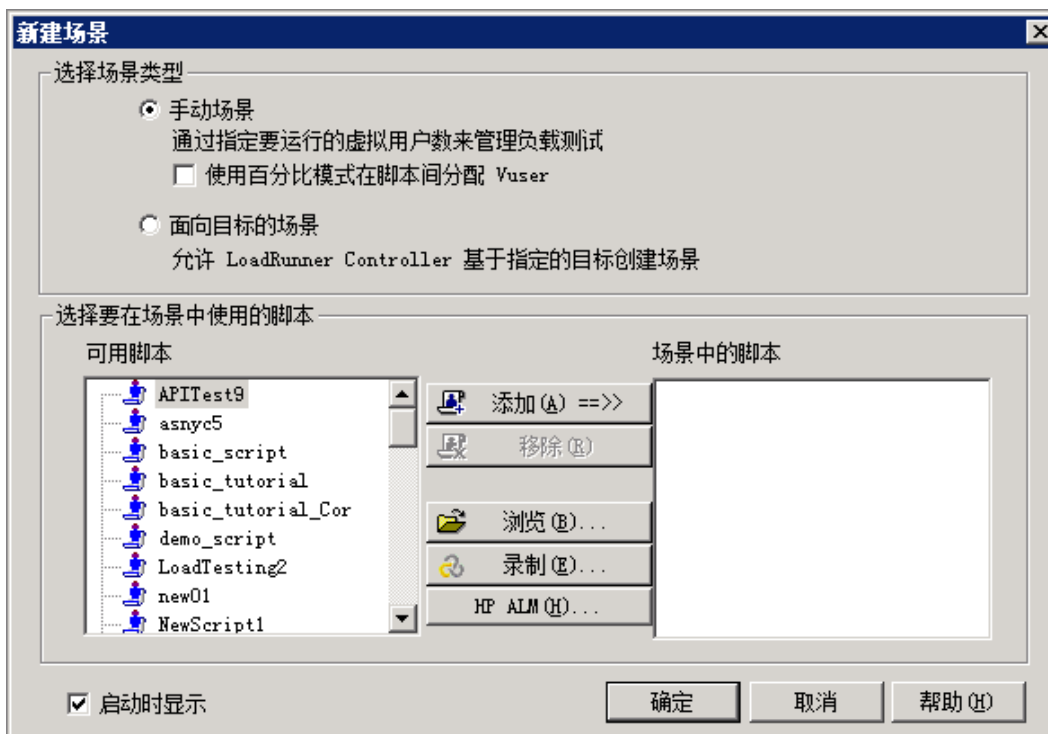 新建场景
选择场景类型
手动场景
通过指定要运行的虚拟用户数来管理负载测试
使用百分比模式在脚本间分配 Vuser
面向目标的场景
允许 LoadRunner Controller 基于指定的目标创建场景
选择要在场景中使用的脚本
可用脚本
场景中的脚本
APITest9
asnyc5
basic_script
basic_tutorial
basic_tutorial_Cor
demo_script
LoadTesting2
new01
NewScript1
添加(A) ==>>
移除(R)
浏览(B)...
录制(E)...
HP ALM(H)...
启动时显示
确定
取消
帮助(H)